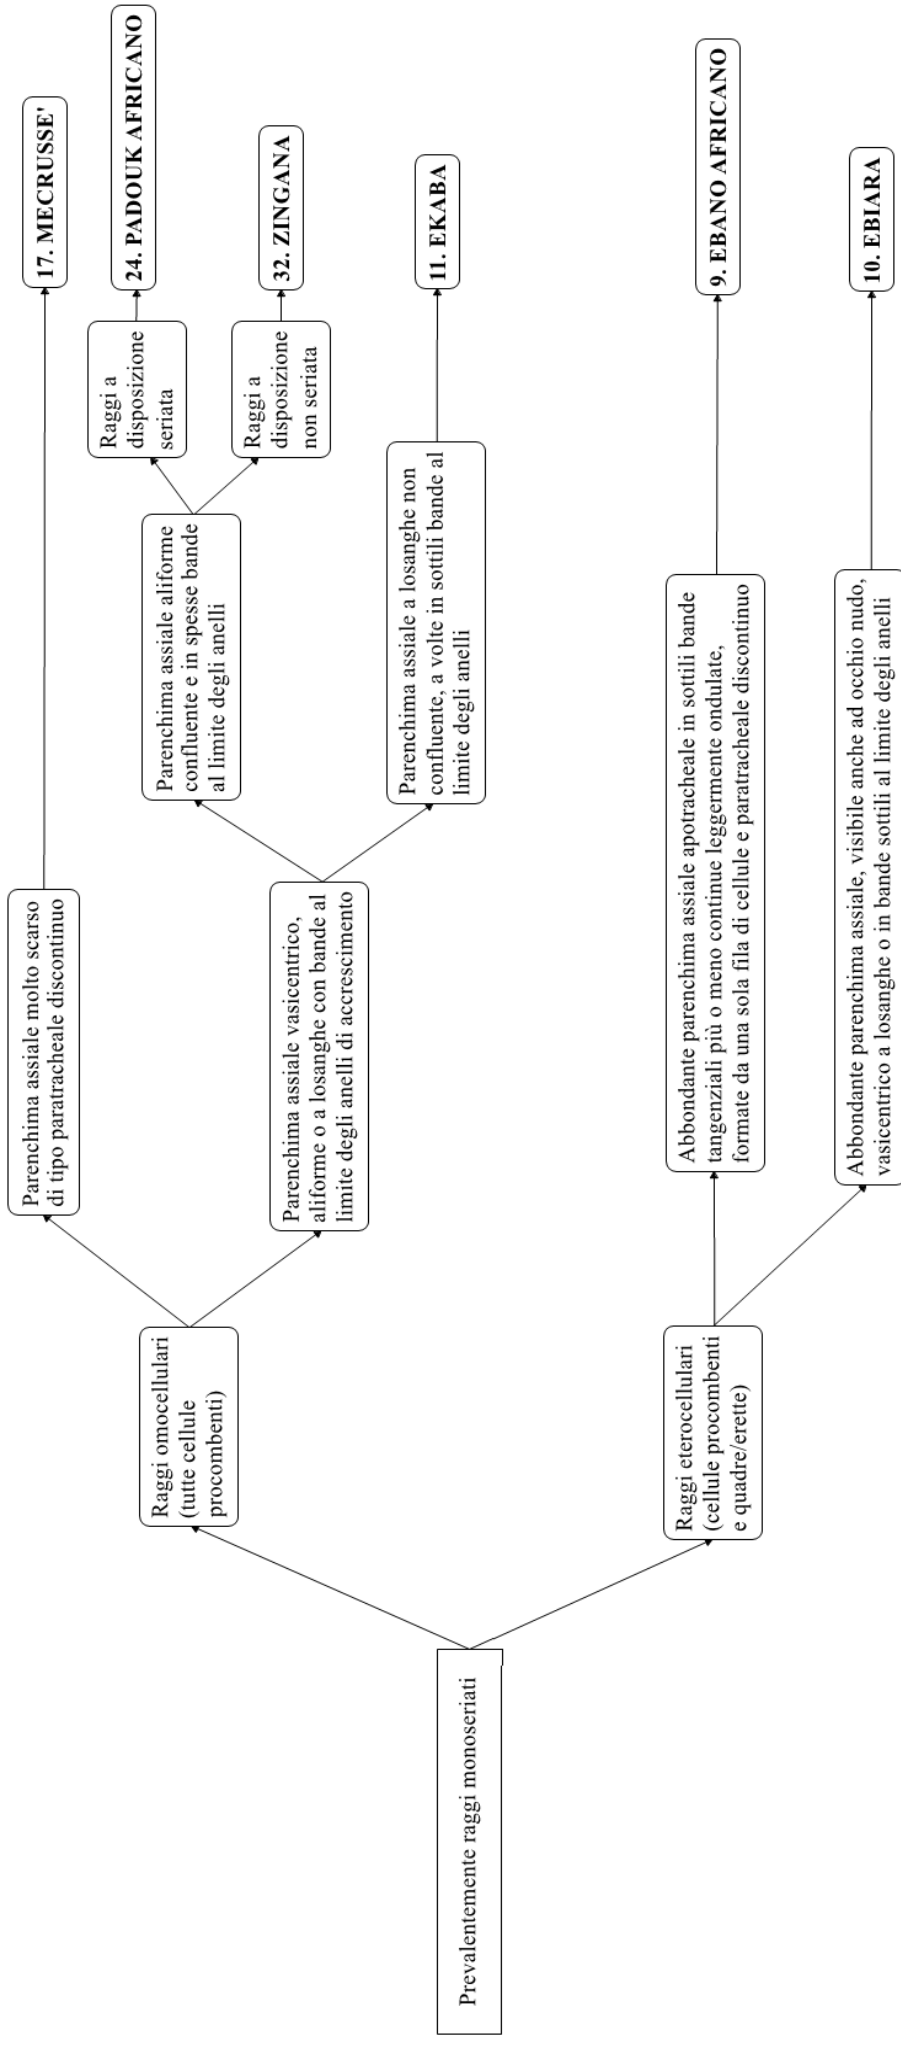 Prevalentemente raggi monoseriati
Raggi omocellulari
(tutte cellule
procombenti)
Parenchima assiale molto scarso
di tipo paratracheale discontinuo
17. MECRUSSE'
Parenchima assiale vasicentrico,
aliforme o a losanghe con bande al
limite degli anelli di accrescimento
Parenchima assiale aliforme
confluente e in spesse bande
al limite degli anelli
Raggi a
disposizione
seriata
24. PADOUK AFRICANO
Raggi a
disposizione
non seriata
32. ZINGANA
Parenchima assiale a losanghe non
confluente, a volte in sottili bande al
limite degli anelli
11. EKABA
Raggi eterocellulari
(cellule procombenti
e quadre/erette)
Abbondante parenchima assiale apotracheale in sottili bande
tangenziali più o meno continue leggermente ondulate,
formate da una sola fila di cellule e paratracheale discontinuo
9. EBANO AFRICANO
Abbondante parenchima assiale, visibile anche ad occhio nudo,
vasicentrico a losanghe o in bande sottili al limite degli anelli
10. EBIARA